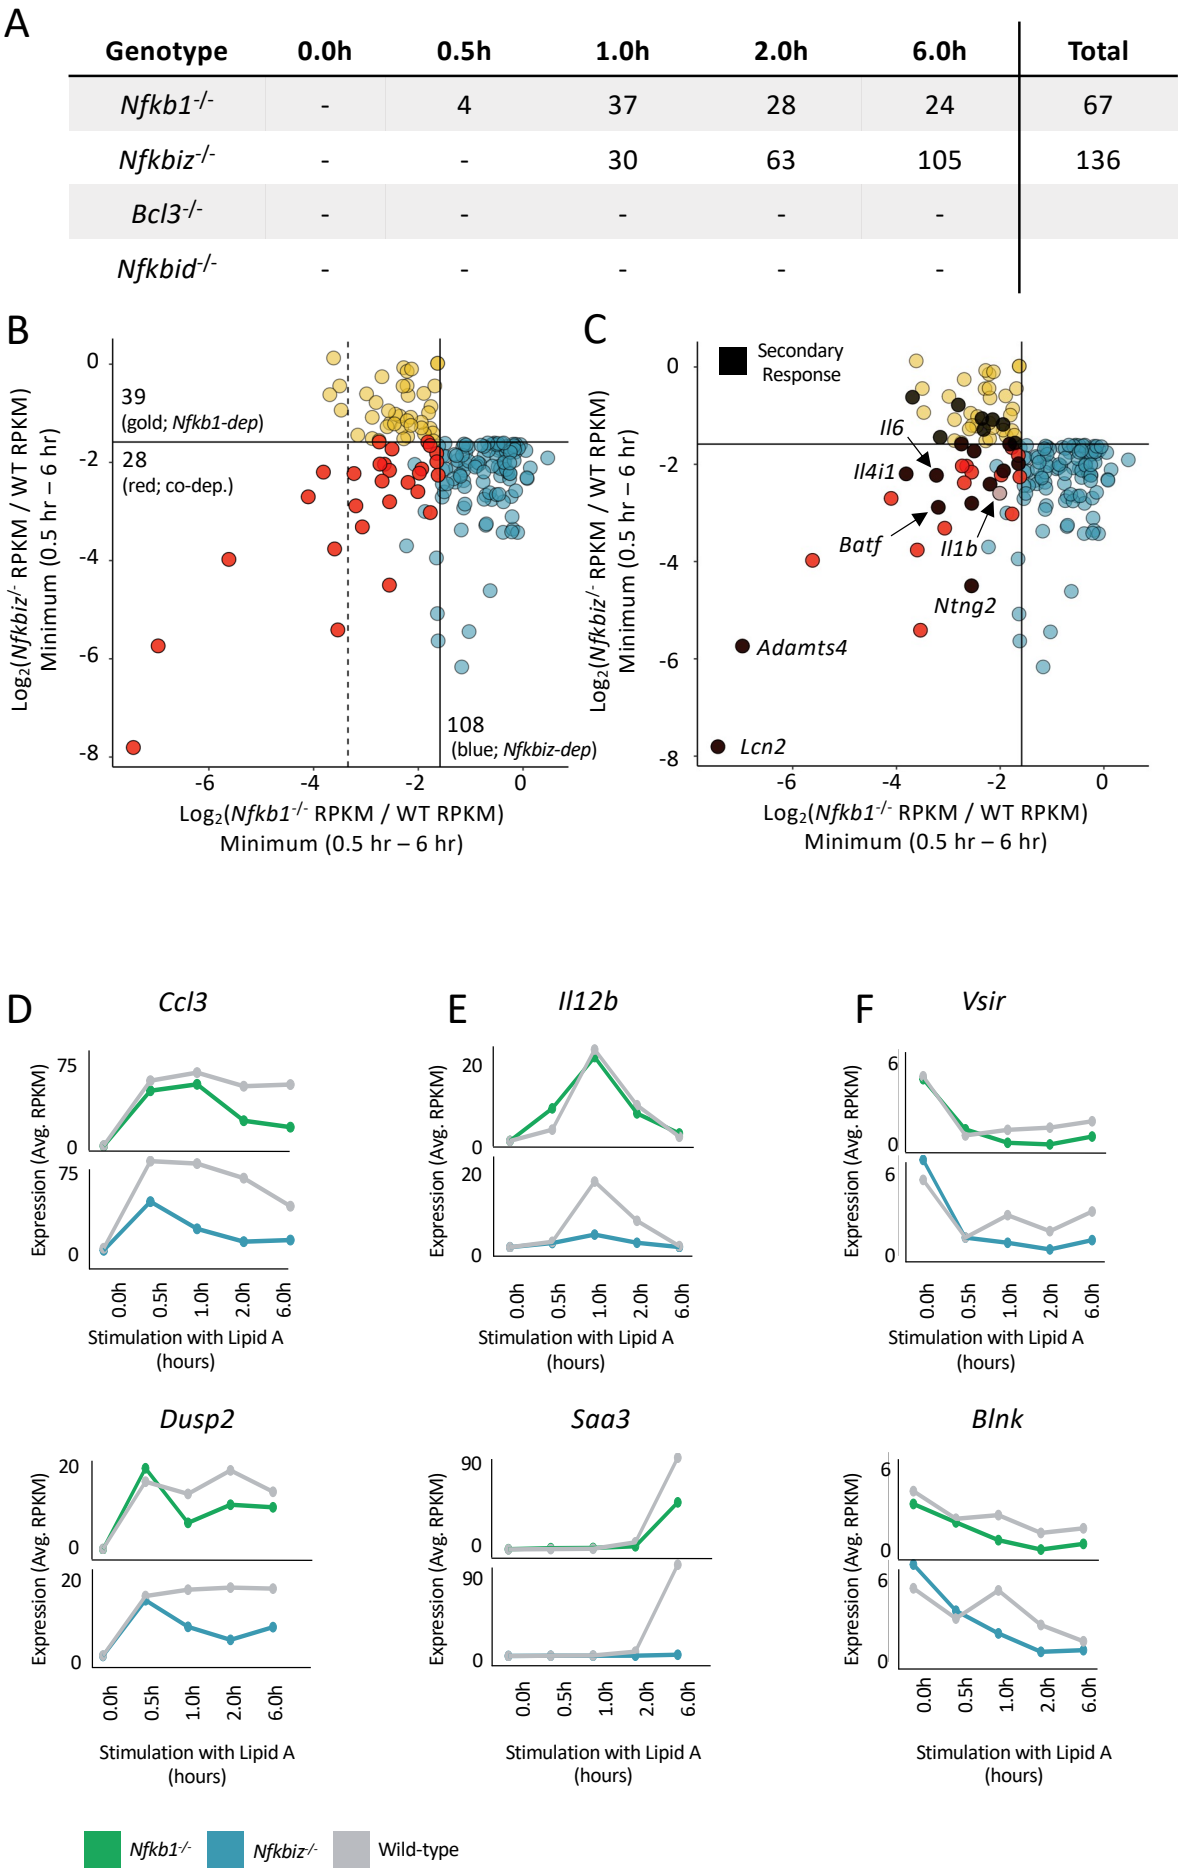 A
Genotype 0.0h 0.5h 1.0h 2.0h 6.0h Total
Nfkb1-/- - 4 37 28 24 67
Nfkbiz-/- - - 30 63 105 136
Bcl3-/- - - - - -
Nfkbid-/- - - - - -
B
Log2(Nfkbiz/- RPKM / WT RPKM)
Minimum (0.5 hr – 6 hr)
0
-2
-4
-6
-8
39
(gold; Nfkb1-dep)
28
(red; co-dep.)
108
(blue; Nfkbiz-dep)
-6 -4 -2 0
Log2(Nfkb1-/- RPKM / WT RPKM)
Minimum (0.5 hr – 6 hr)
C
Log2(Nfkbiz/- RPKM / WT RPKM)
Minimum (0.5 hr – 6 hr)
0
-2
-4
-6
-8
Secondary
Response
Il6
Il4i1
Batf
Il1b
Ntng2
Adamts4
Lcn2
-6 -4 -2 0
Log2(Nfkb1-/- RPKM / WT RPKM)
Minimum (0.5 hr – 6 hr)
D
Ccl3
Expression (Avg. RPKM)
75
0
75
0
0.0h 0.5h 1.0h 2.0h 6.0h
Stimulation with Lipid A
(hours)
E
Il12b
Expression (Avg. RPKM)
20
0
20
0
0.0h 0.5h 1.0h 2.0h 6.0h
Stimulation with Lipid A
(hours)
F
Vsir
Expression (Avg. RPKM)
6
0
6
0
0.0h 0.5h 1.0h 2.0h 6.0h
Stimulation with Lipid A
(hours)
Dusp2
Expression (Avg. RPKM)
20
0
20
0
0.0h 0.5h 1.0h 2.0h 6.0h
Stimulation with Lipid A
(hours)
Saa3
Expression (Avg. RPKM)
90
0
90
0
0.0h 0.5h 1.0h 2.0h 6.0h
Stimulation with Lipid A
(hours)
Blnk
Expression (Avg. RPKM)
6
0
6
0
0.0h 0.5h 1.0h 2.0h 6.0h
Stimulation with Lipid A
(hours)
Nfkb1-/- Nfkbiz-/- Wild-type